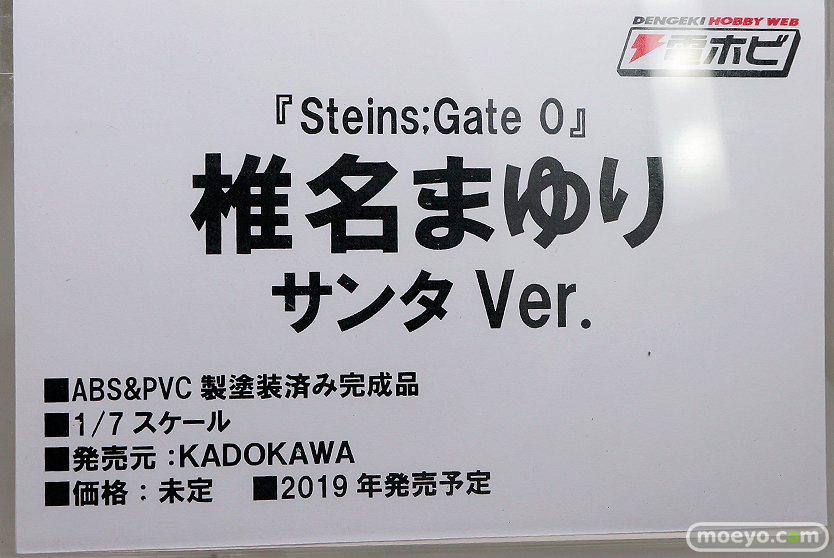 DENGEKI HOBBY WEB
電ホビ
『Steins;Gate 0』
椎名まゆり
サンタ Ver.
■ABS&PVC 製塗装済み完成品
■1/7 スケール
■発売元 :KADOKAWA
■価格 : 未定 ■2019 年発売予定
moeyo.com